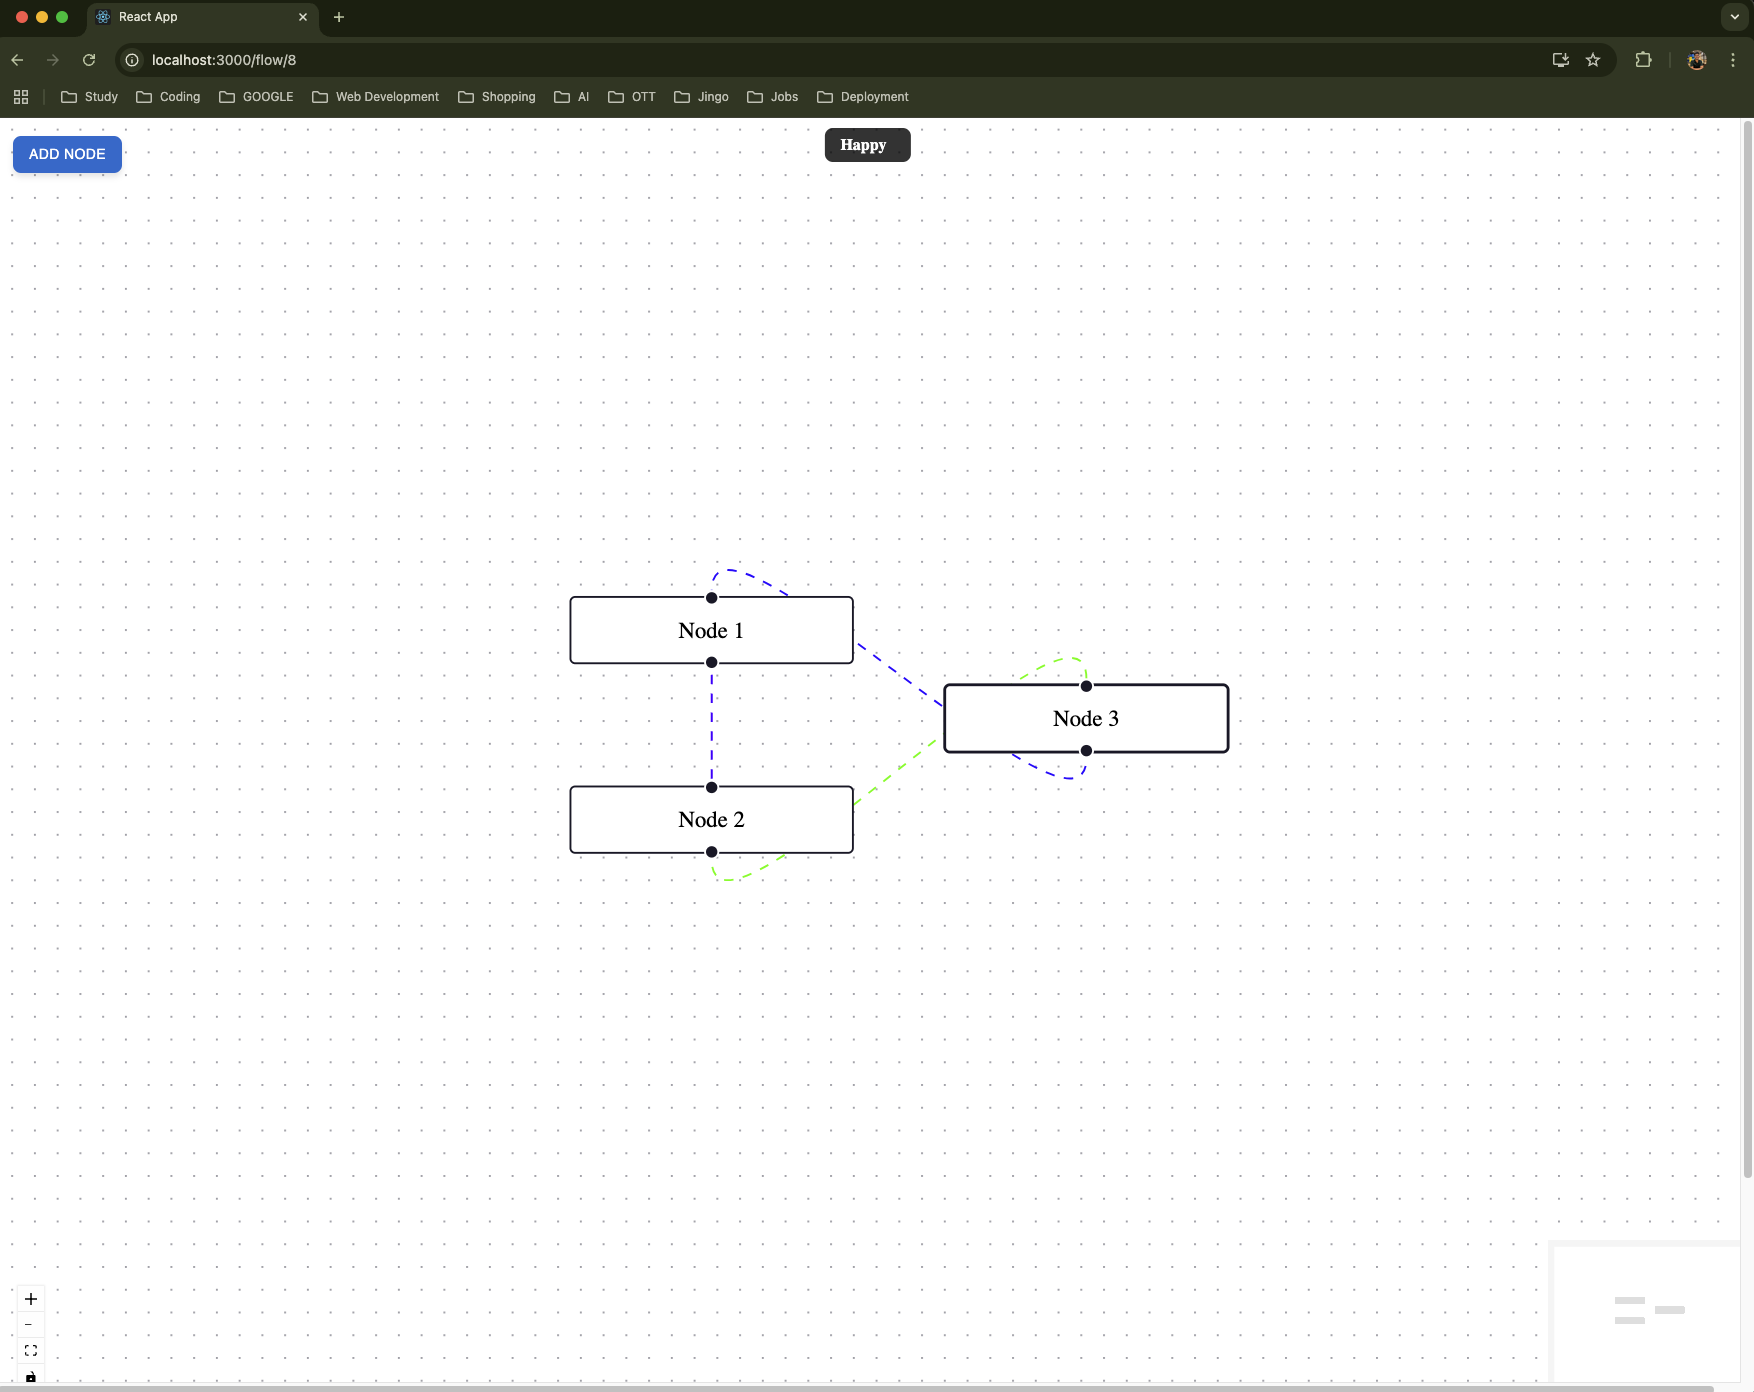 React App
localhost:3000/flow/8
Study Coding GOOGLE Web Development Shopping AI OTT Jingo Jobs Deployment
ADD NODE
Happy
Node 1
Node 3
Node 2